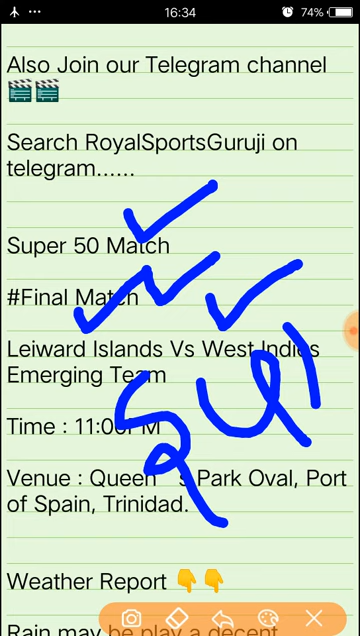 16:34 74%
Also Join our Telegram channel
🎬🎬
Search RoyalSportsGuruji on
telegram......
Super 50 Match
#Final Match
Leiward Islands Vs West Indies
Emerging Team
Time : 11:00PM
Venue : Queen s Park Oval, Port
of Spain, Trinidad.
Weather Report 👇👇
Rain may be play a decent